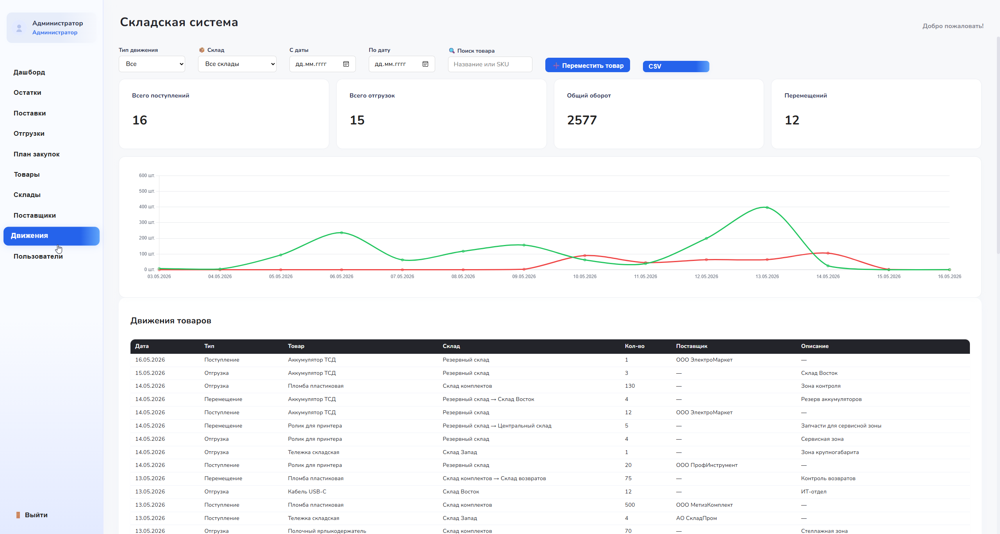 Администратор
Администратор
Дашборд
Остатки
Поставки
Отгрузки
План закупок
Товары
Склады
Поставщики
Движения
Пользователи
Выйти
Складская система
Добро пожаловать!
Тип движения
Все
📦 Склад
Все склады
С даты
дд.мм.гггг
По дату
дд.мм.гггг
🔍 Поиск товара
Название или SKU
➕ Переместить товар
CSV
Всего поступлений
16
Всего отгрузок
15
Общий оборот
2577
Перемещений
12
600 шт.
500 шт.
400 шт.
300 шт.
200 шт.
100 шт.
0 шт.
03.05.2026 04.05.2026 05.05.2026 06.05.2026 07.05.2026 08.05.2026 09.05.2026 10.05.2026 11.05.2026 12.05.2026 13.05.2026 14.05.2026 15.05.2026 16.05.2026
Движения товаров
Дата Тип Товар Склад Кол-во Поставщик Описание
16.05.2026 Поступление Аккумулятор ТСД Резервный склад 1 ООО ЭлектроМаркет —
15.05.2026 Отгрузка Аккумулятор ТСД Резервный склад 3 — Склад Восток
14.05.2026 Отгрузка Пломба пластиковая Склад комплектов 130 — Зона контроля
14.05.2026 Перемещение Аккумулятор ТСД Резервный склад → Склад Восток 4 — Резерв аккумуляторов
14.05.2026 Поступление Аккумулятор ТСД Резервный склад 12 ООО ЭлектроМаркет —
14.05.2026 Перемещение Ролик для принтера Резервный склад → Центральный склад 5 — Запчасти для сервисной зоны
14.05.2026 Отгрузка Ролик для принтера Резервный склад 4 — Сервисная зона
14.05.2026 Отгрузка Тележка складская Склад Запад 1 — Зона крупногабарита
14.05.2026 Поступление Ролик для принтера Резервный склад 20 ООО ПрофИнструмент —
13.05.2026 Перемещение Пломба пластиковая Склад комплектов → Склад возвратов 75 — Контроль возвратов
13.05.2026 Отгрузка Кабель USB-C Склад Восток 12 — ИТ-отдел
13.05.2026 Поступление Пломба пластиковая Склад комплектов 500 ООО МетизКомплект —
13.05.2026 Поступление Тележка складская Склад Запад 4 АО СкладПром —
13.05.2026 Отгрузка Полочный ярлыкодержатель Склад комплектов 70 — Стеллажная зона